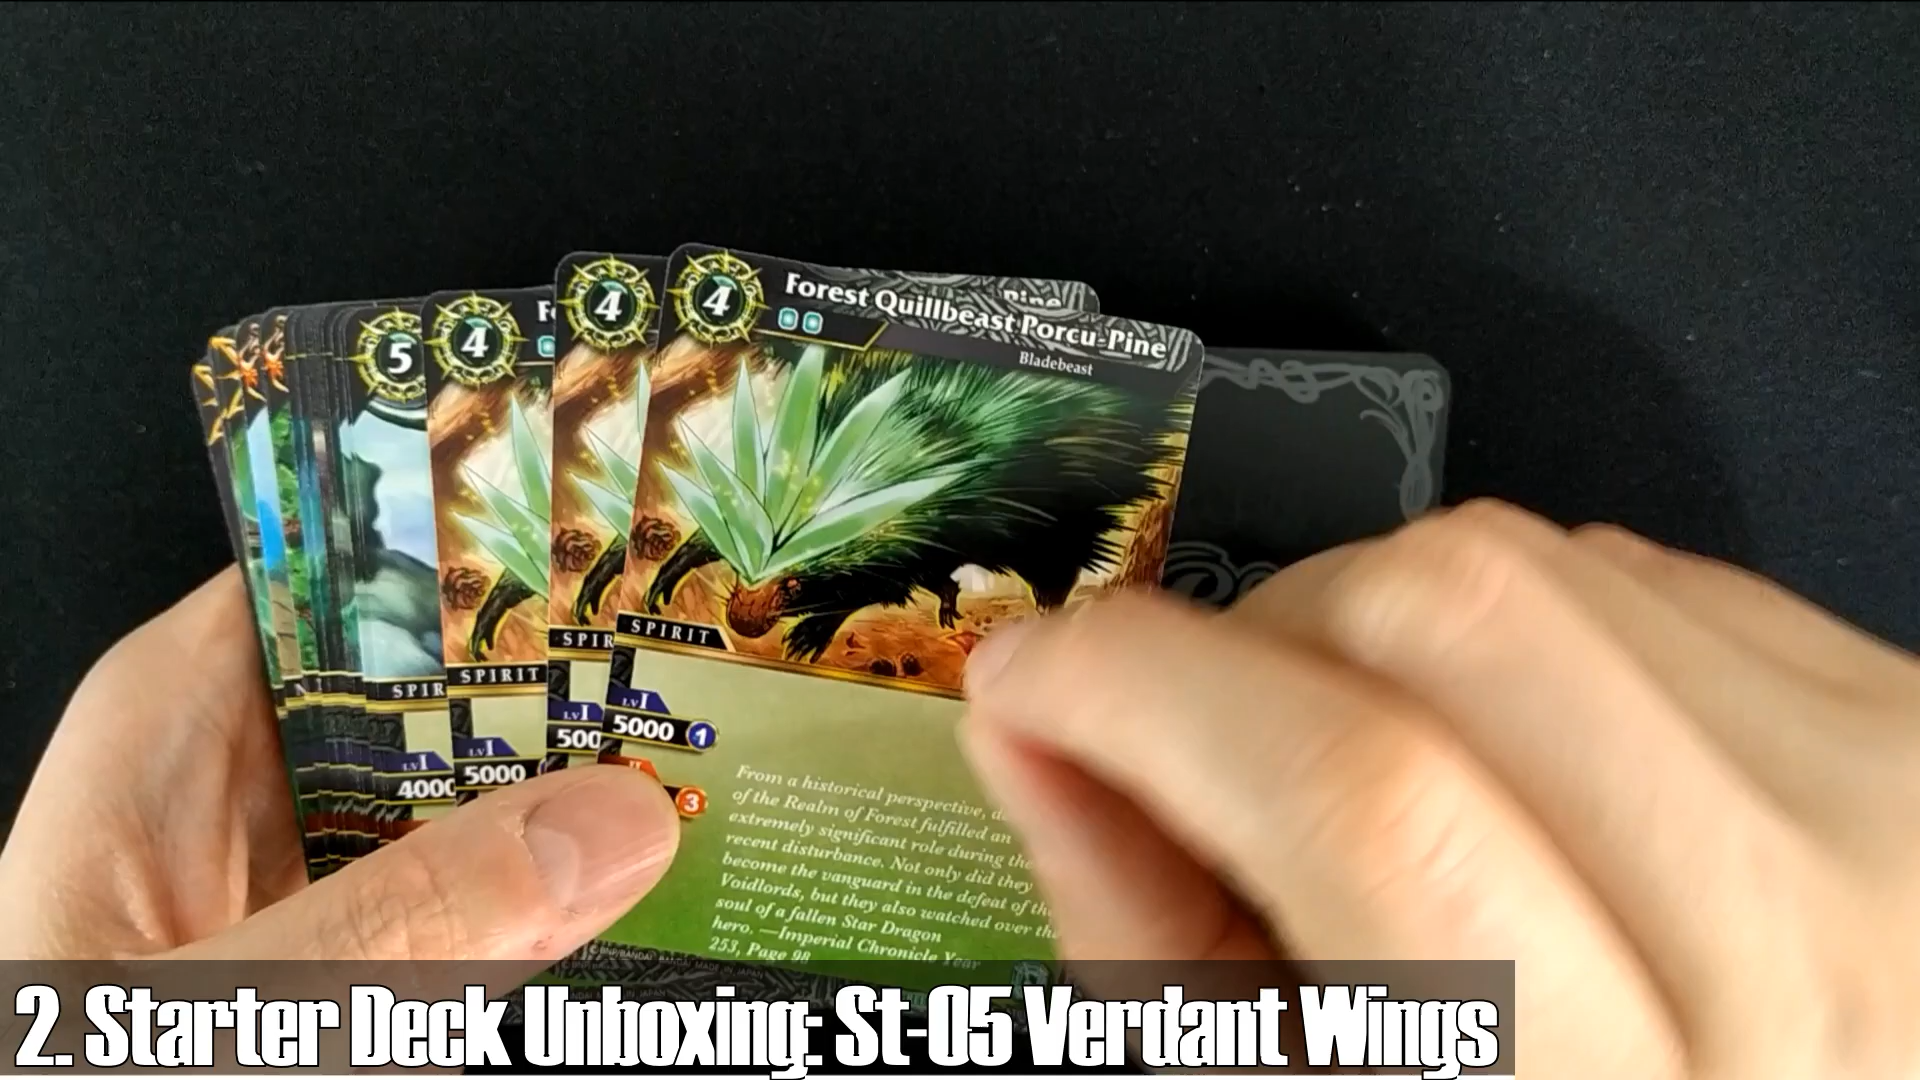 4
Forest Quillbeast Porcu-Pine
Pine
Bladebeast
4
4
5
SPIRIT
SPIR
SPIRIT
SPIR
LV I
5000 1
3
LV I
500
LV I
5000
LV I
4000
From a historical perspective,
of the Realm of Forest fulfilled an
extremely significant role during the
recent disturbance. Not only did they
become the vanguard in the defeat of the
Voidlords, but they also watched over the
soul of a fallen Star Dragon
hero. —Imperial Chronicle Year
253, Page 98
2. Starter Deck Unboxing: St-05 Verdant Wings